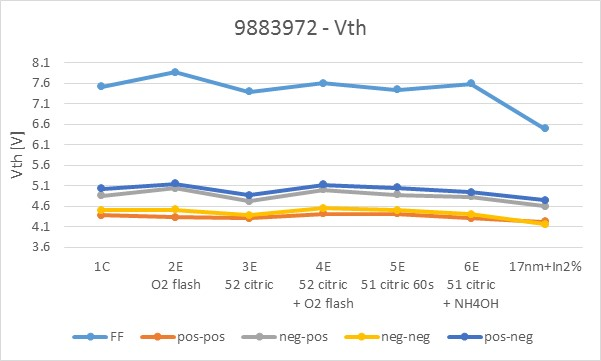 9883972 - Vth
Vth [V]
8.1
7.6
7.1
6.6
6.1
5.6
5.1
4.6
4.1
3.6
1C 2E 3E 4E 5E 6E 17nm+In2%
O2 flash 52 citric 52 citric 51 citric 60s 51 citric
+ O2 flash + NH4OH
FF pos-pos neg-pos neg-neg pos-neg